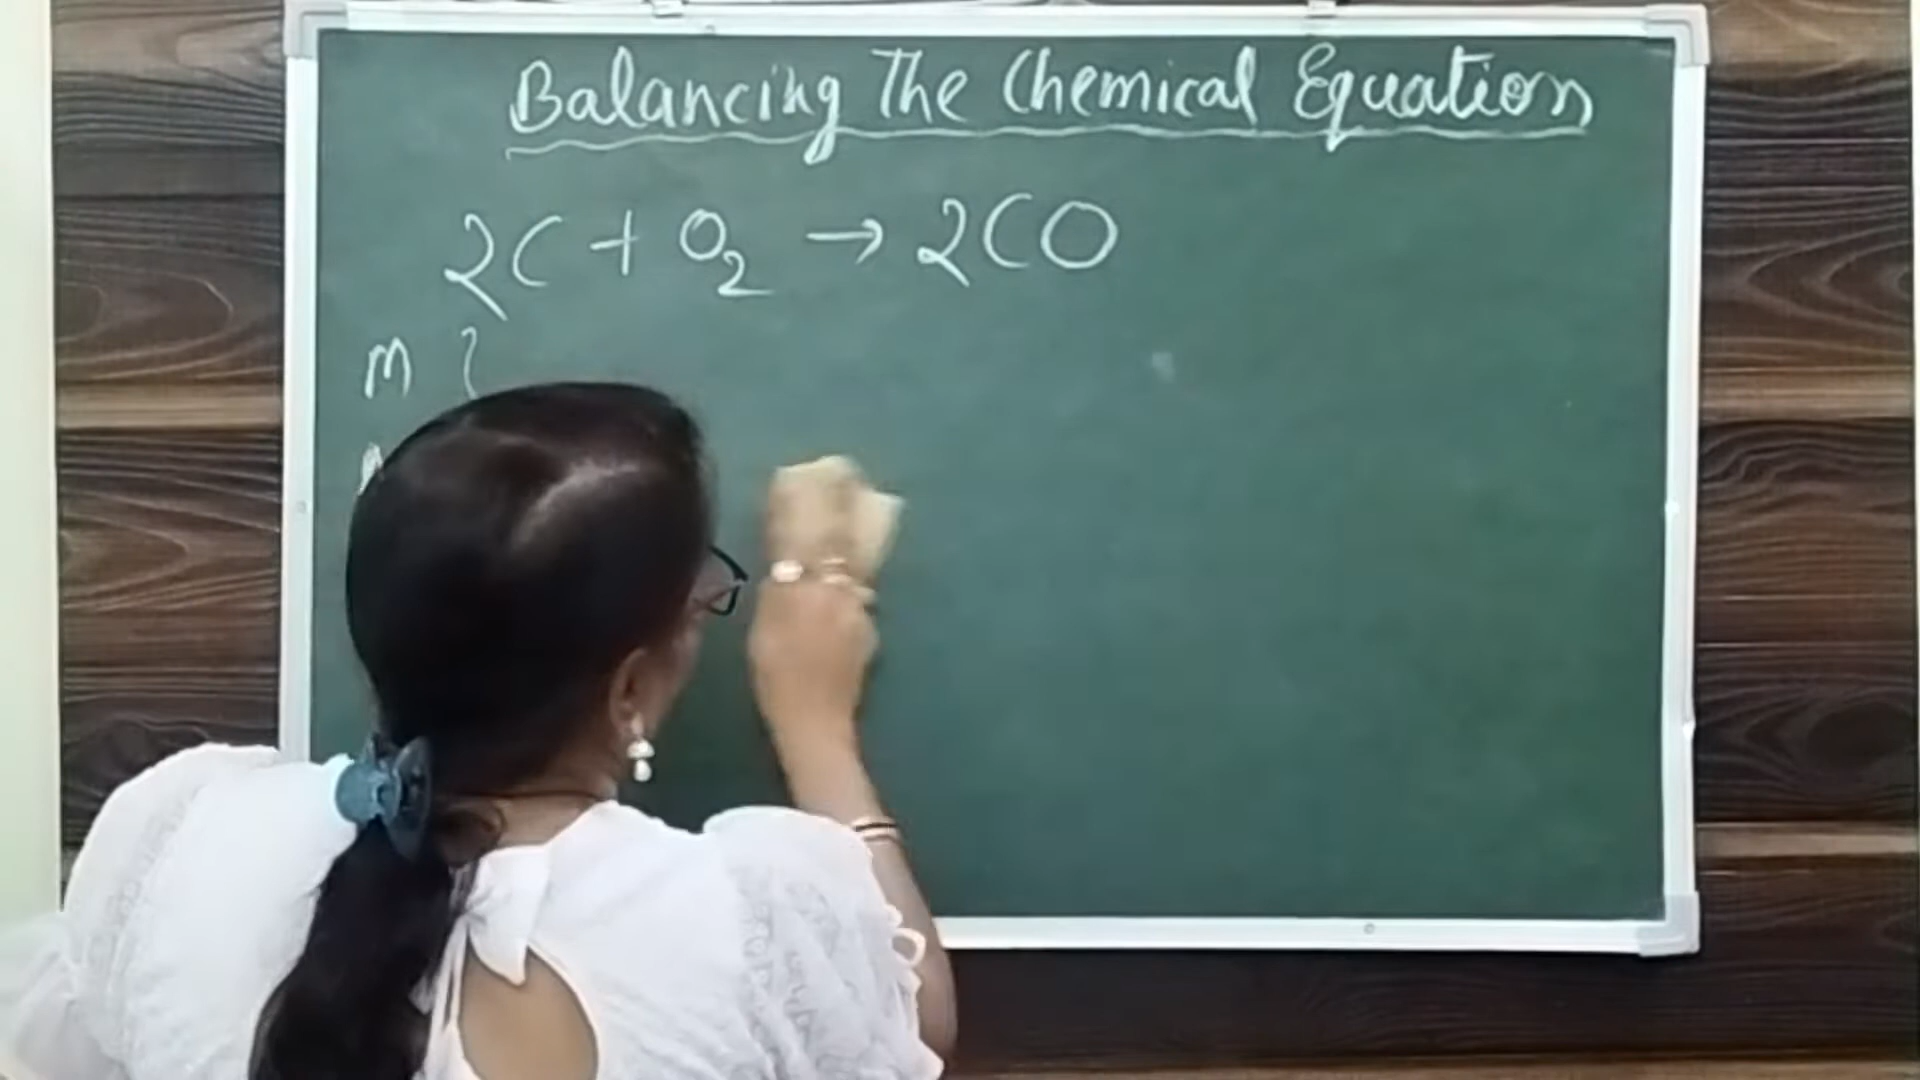 Balancing The Chemical Equation
2C + O₂ → 2CO
M